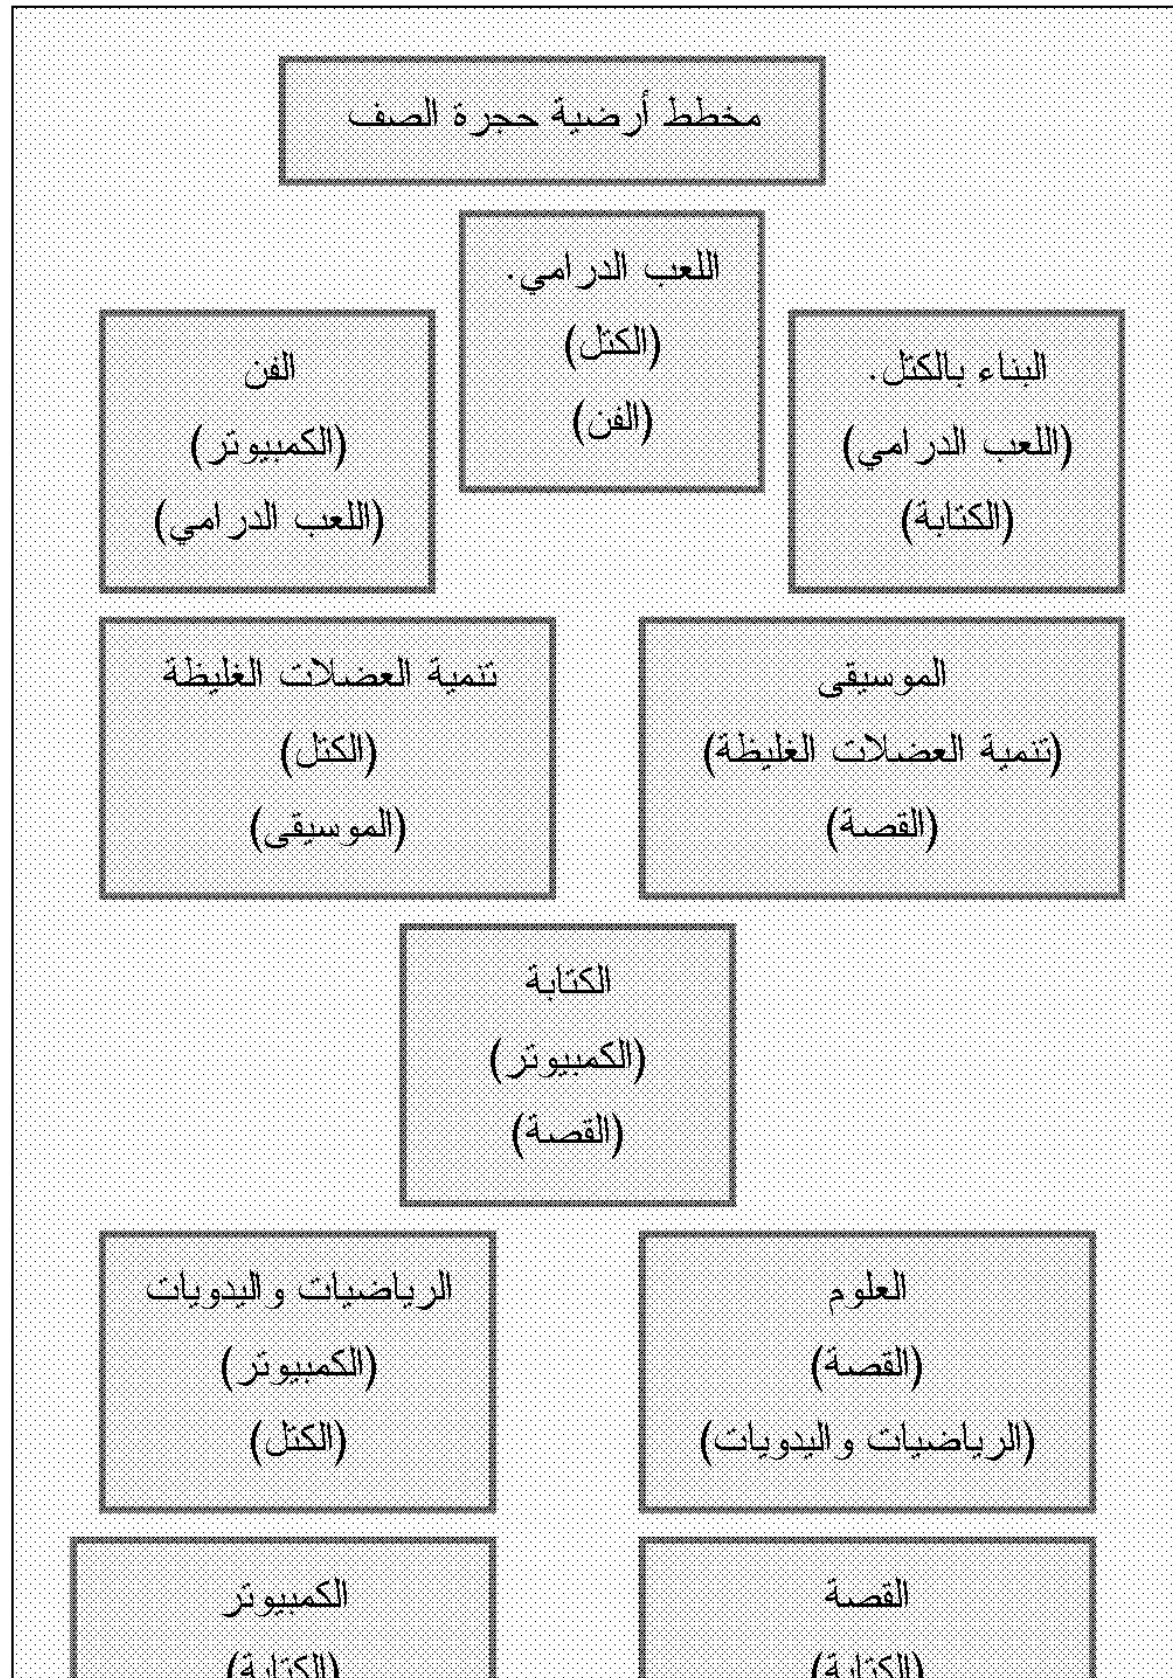 مخطط أرضية حجرة الصف
اللعب الدرامي.
(الكتل)
(الفن)
البناء بالكتل.
(اللعب الدرامي)
(الكتابة)
الفن
(الكمبيوتر)
(اللعب الدرامي)
الموسيقى
(تنمية العضلات الغليظة)
(القصة)
تنمية العضلات الغليظة
(الكتل)
(الموسيقى)
الكتابة
(الكمبيوتر)
(القصة)
العلوم
(القصة)
(الرياضيات واليدويات)
الرياضيات واليدويات
(الكمبيوتر)
(الكتل)
القصة
(الكتابة)
الكمبيوتر
(الكتابة)